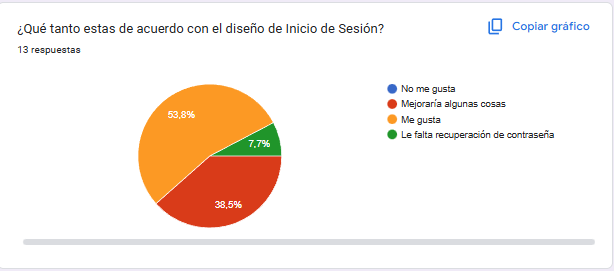 ¿Qué tanto estas de acuerdo con el diseño de Inicio de Sesión?
Copiar gráfico
13 respuestas
No me gusta
Mejoraría algunas cosas
Me gusta
Le falta recuperación de contraseña
53,8%
7,7%
38,5%